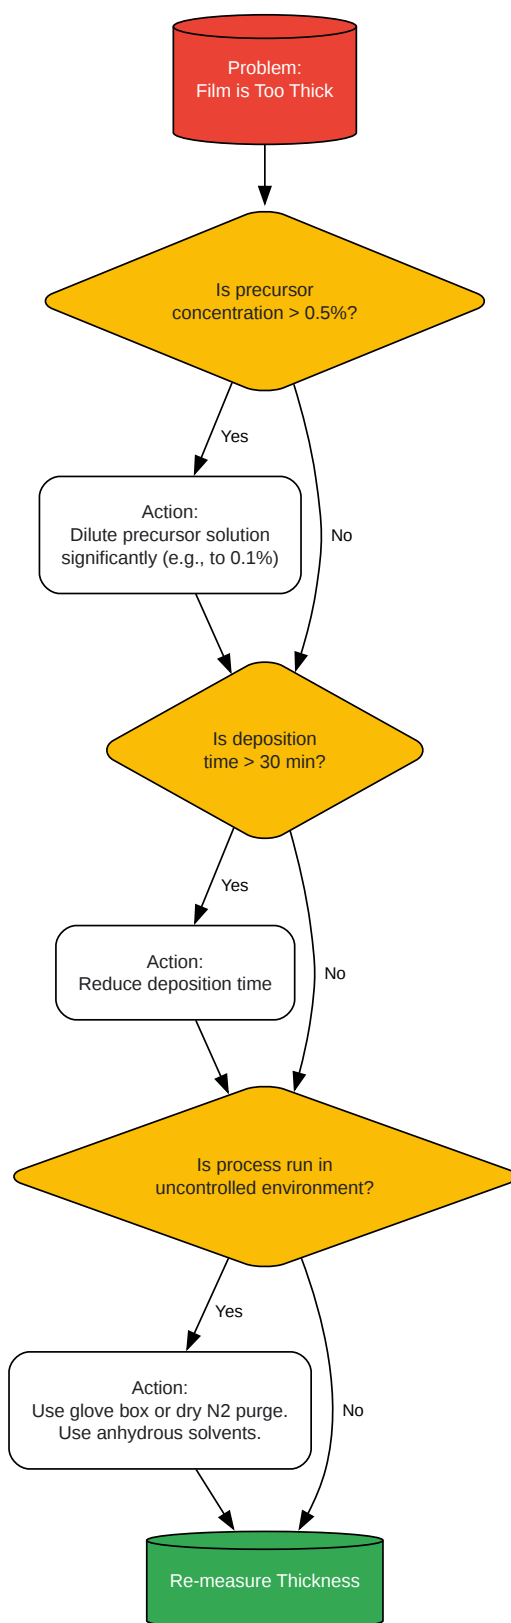 Problem:
Film is Too Thick
Is precursor
concentration > 0.5%?
Yes
Action:
Dilute precursor solution
significantly (e.g., to 0.1%)
No
Is deposition
time > 30 min?
Yes
Action:
Reduce deposition time
No
Is process run in
uncontrolled environment?
Yes
Action:
Use glove box or dry N2 purge.
Use anhydrous solvents.
No
Re-measure Thickness